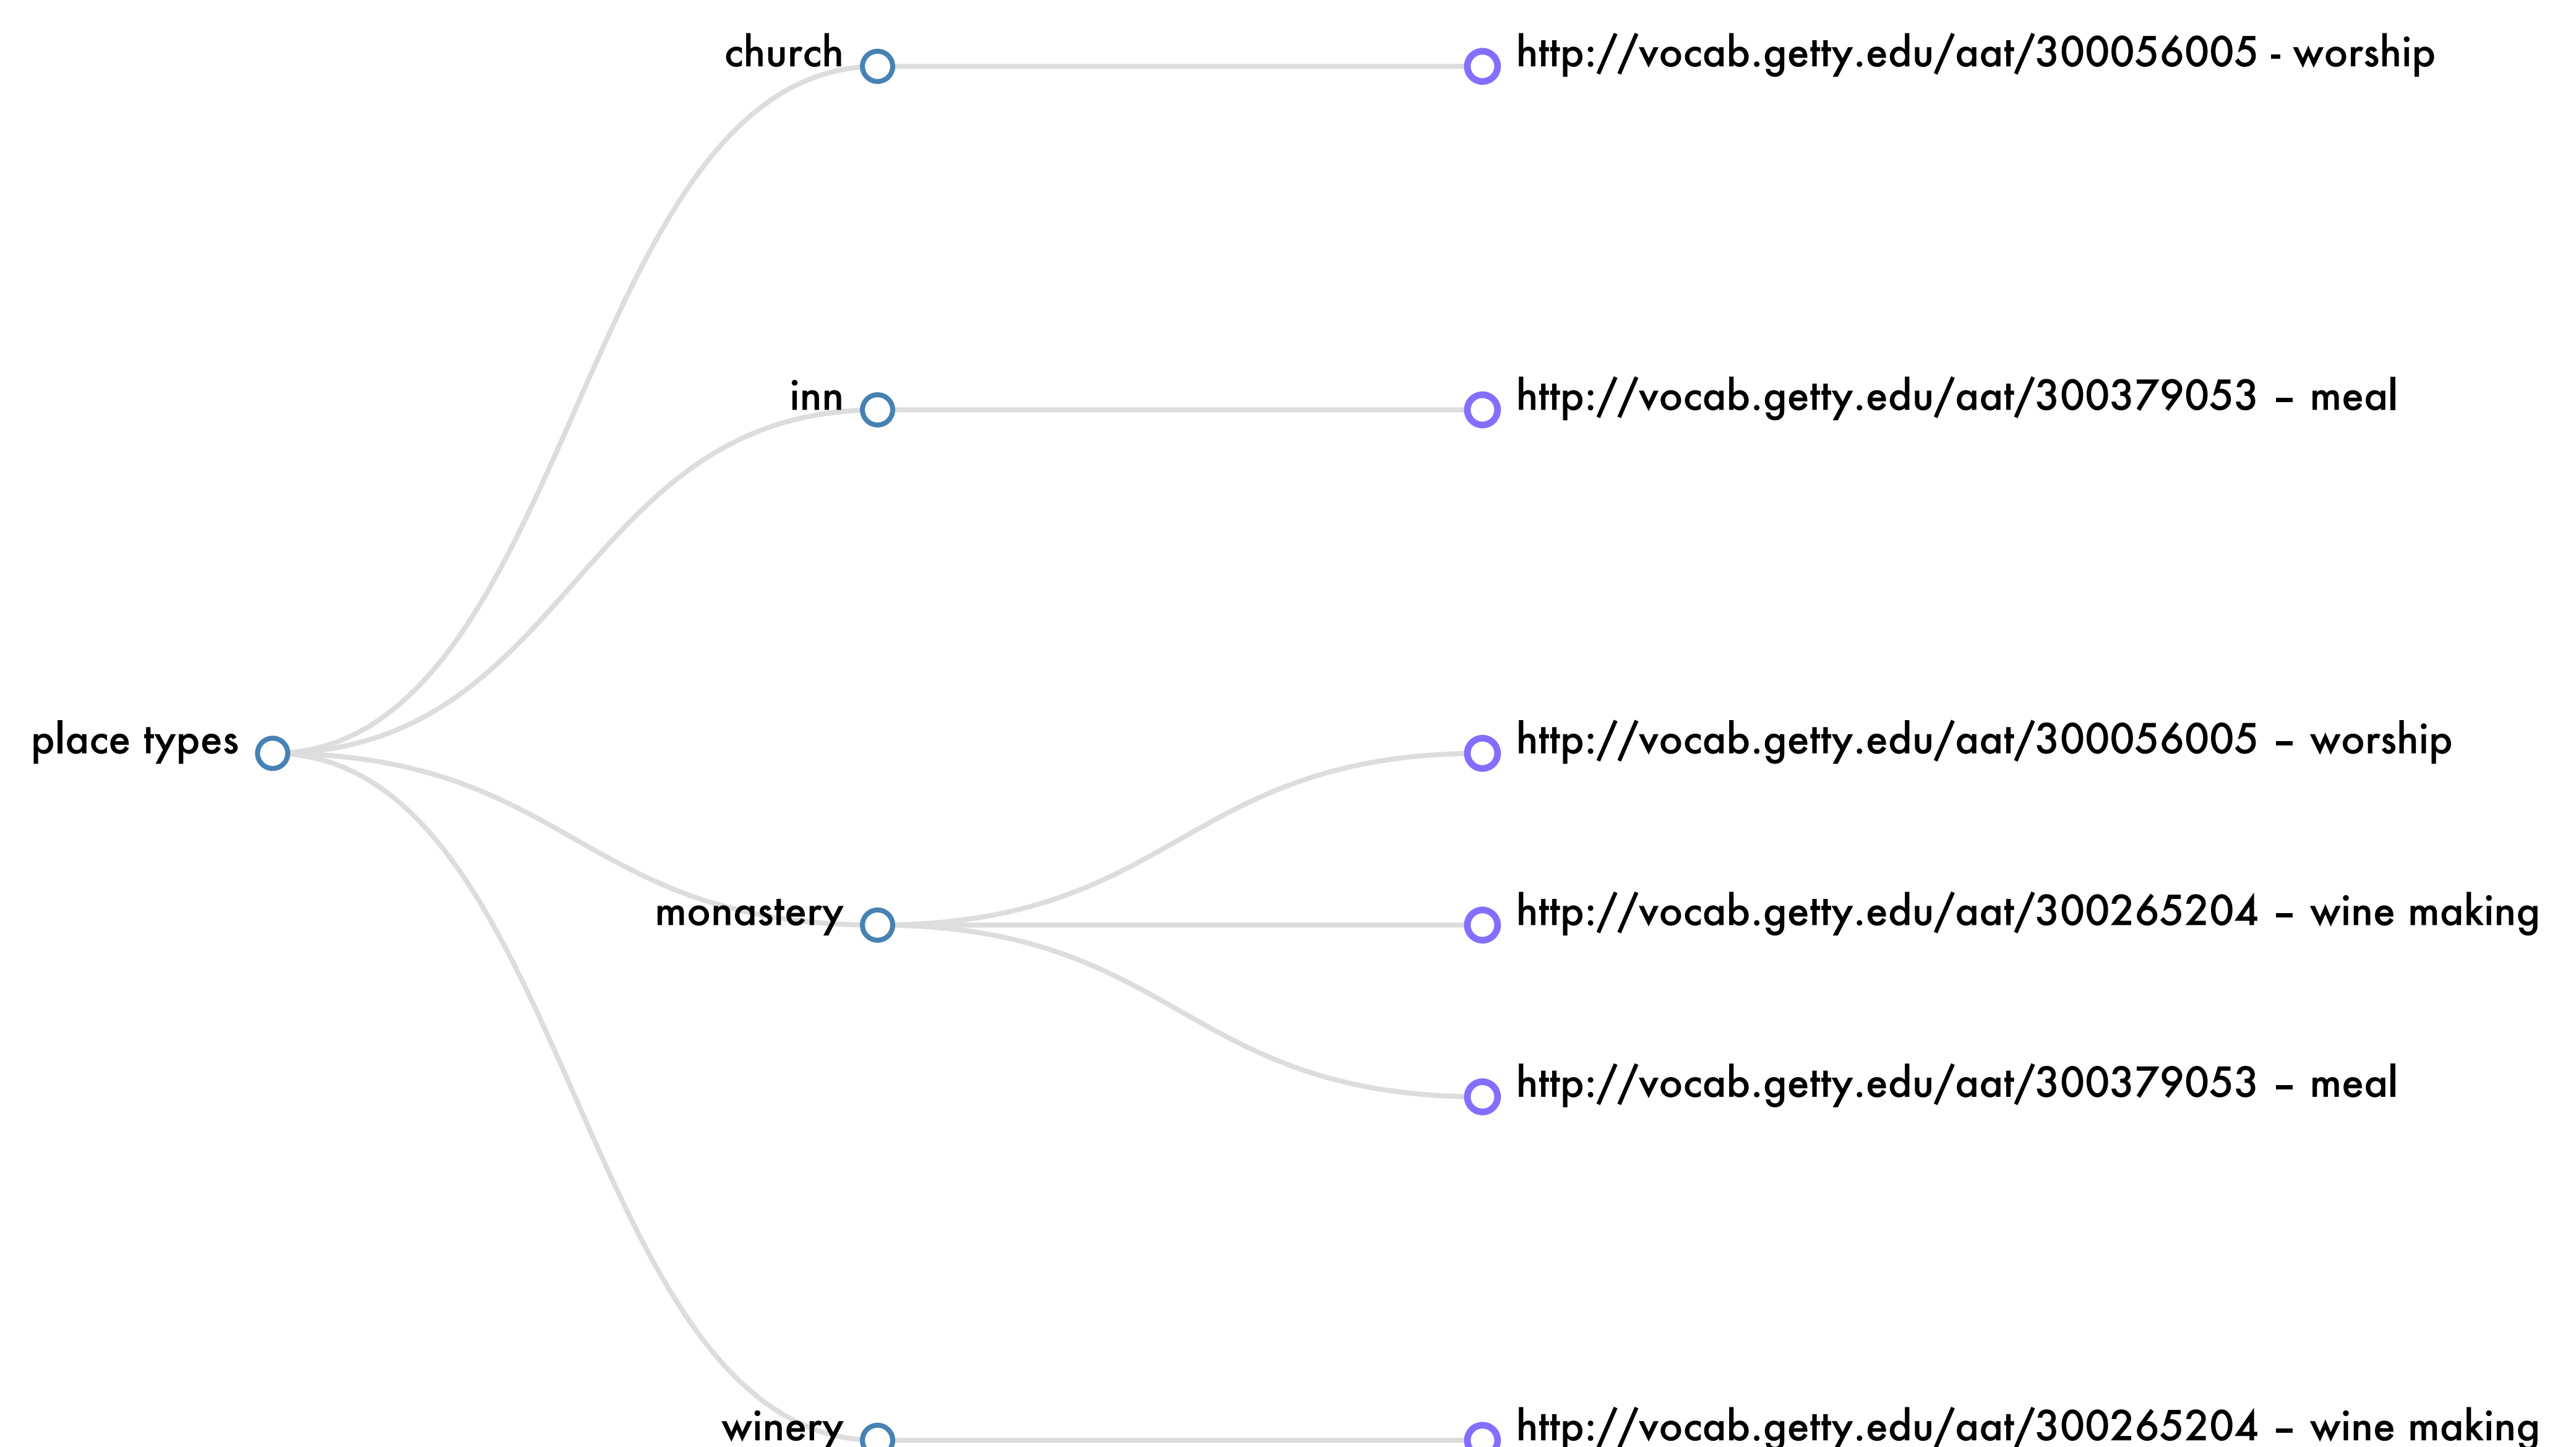 church
http://vocab.getty.edu/aat/300056005 - worship
inn
http://vocab.getty.edu/aat/300379053 – meal
place types
http://vocab.getty.edu/aat/300056005 – worship
monastery
http://vocab.getty.edu/aat/300265204 – wine making
http://vocab.getty.edu/aat/300379053 – meal
winery
http://vocab.getty.edu/aat/300265204 – wine making